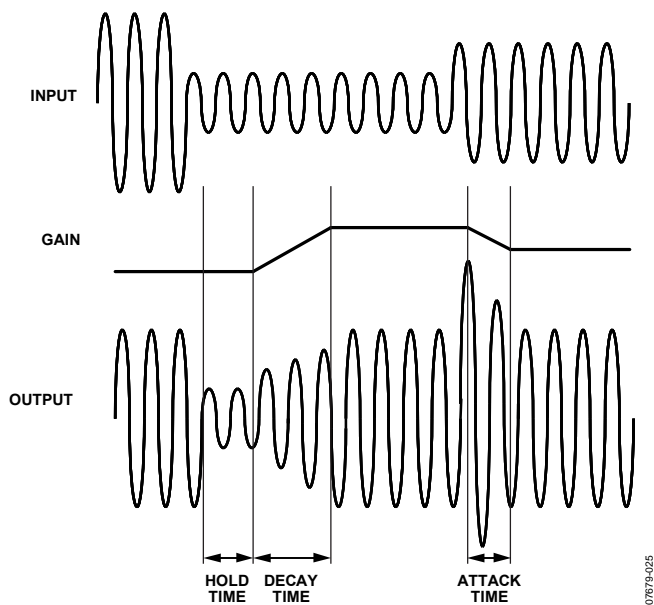 INPUT
GAIN
OUTPUT
HOLD
TIME
DECAY
TIME
ATTACK
TIME
07679-025